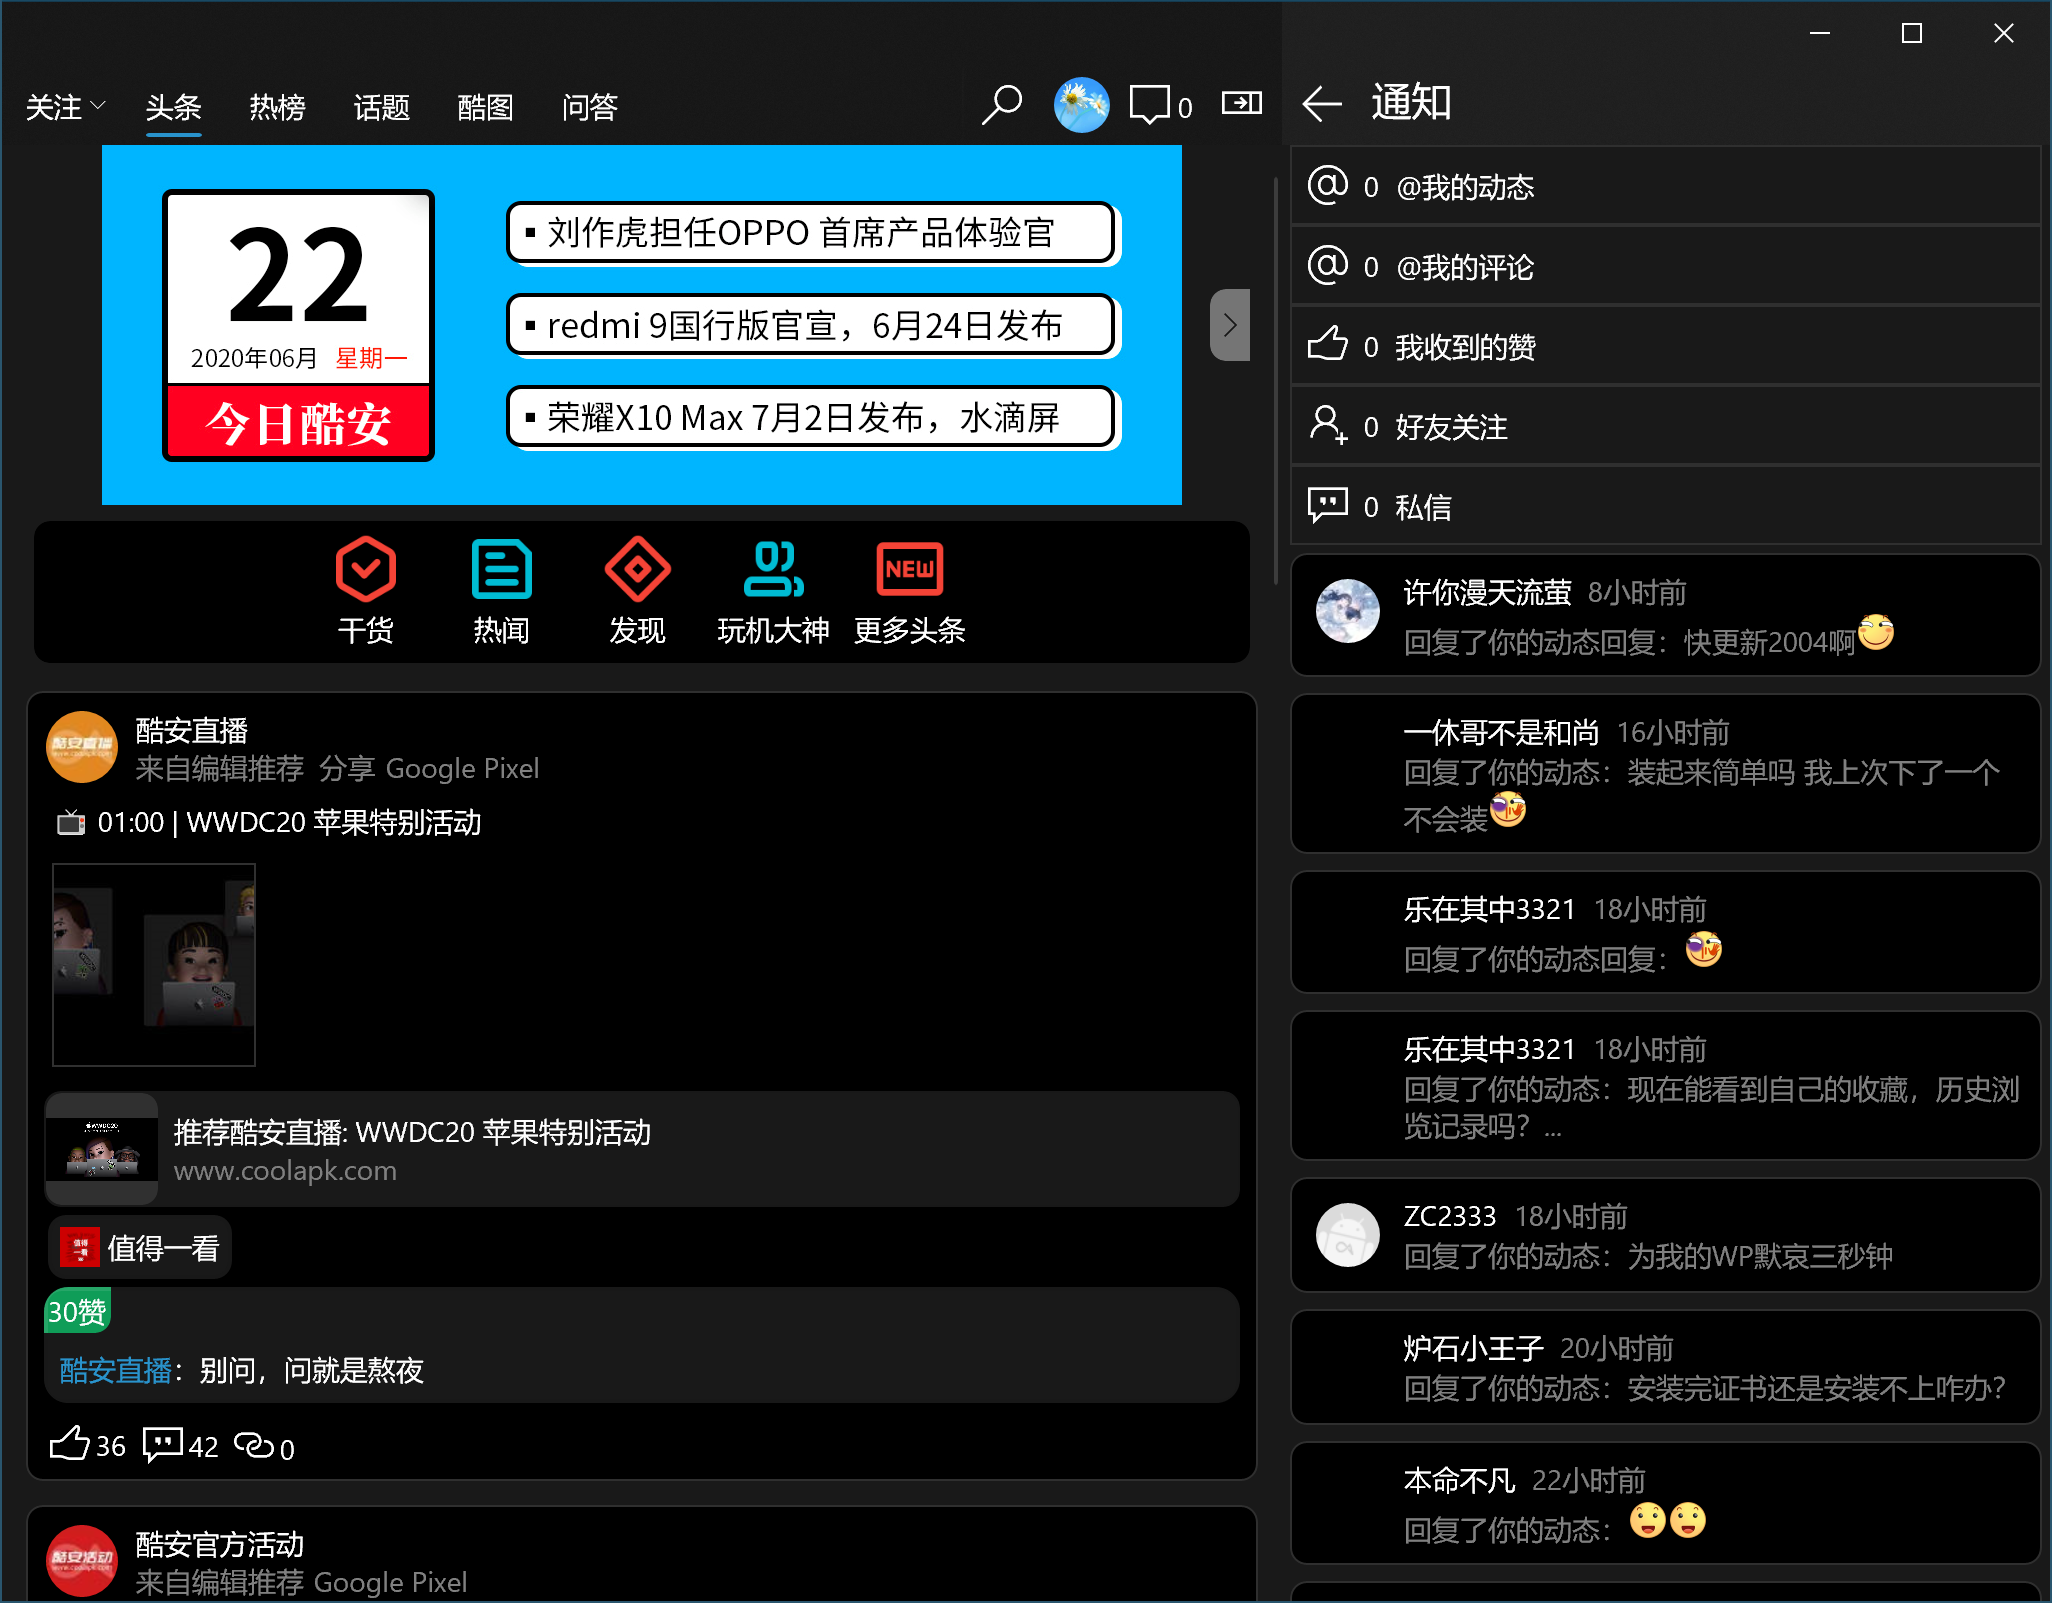 关注
头条
热榜
话题
酷图
问答
0
22
2020年06月 星期一
今日酷安
▪ 刘作虎担任OPPO 首席产品体验官
▪ redmi 9国行版官宣，6月24日发布
▪ 荣耀X10 Max 7月2日发布，水滴屏
干货
热闻
发现
玩机大神
NEW
更多头条
酷安直播
酷安直播
来自编辑推荐 分享 Google Pixel
01:00 | WWDC20 苹果特别活动
WWDC20
推荐酷安直播: WWDC20 苹果特别活动
www.coolapk.com
值得
一看
值得一看
30赞
酷安直播：别问，问就是熬夜
36
42
0
酷安活动
酷安官方活动
来自编辑推荐 Google Pixel
通知
0 @我的动态
0 @我的评论
0 我收到的赞
0 好友关注
0 私信
许你漫天流萤 8小时前
回复了你的动态回复：快更新2004啊
一休哥不是和尚 16小时前
回复了你的动态：装起来简单吗 我上次下了一个
不会装
乐在其中3321 18小时前
回复了你的动态回复：
乐在其中3321 18小时前
回复了你的动态：现在能看到自己的收藏，历史浏
览记录吗？...
ZC2333 18小时前
回复了你的动态：为我的WP默哀三秒钟
炉石小王子 20小时前
回复了你的动态：安装完证书还是安装不上咋办?
本命不凡 22小时前
回复了你的动态：